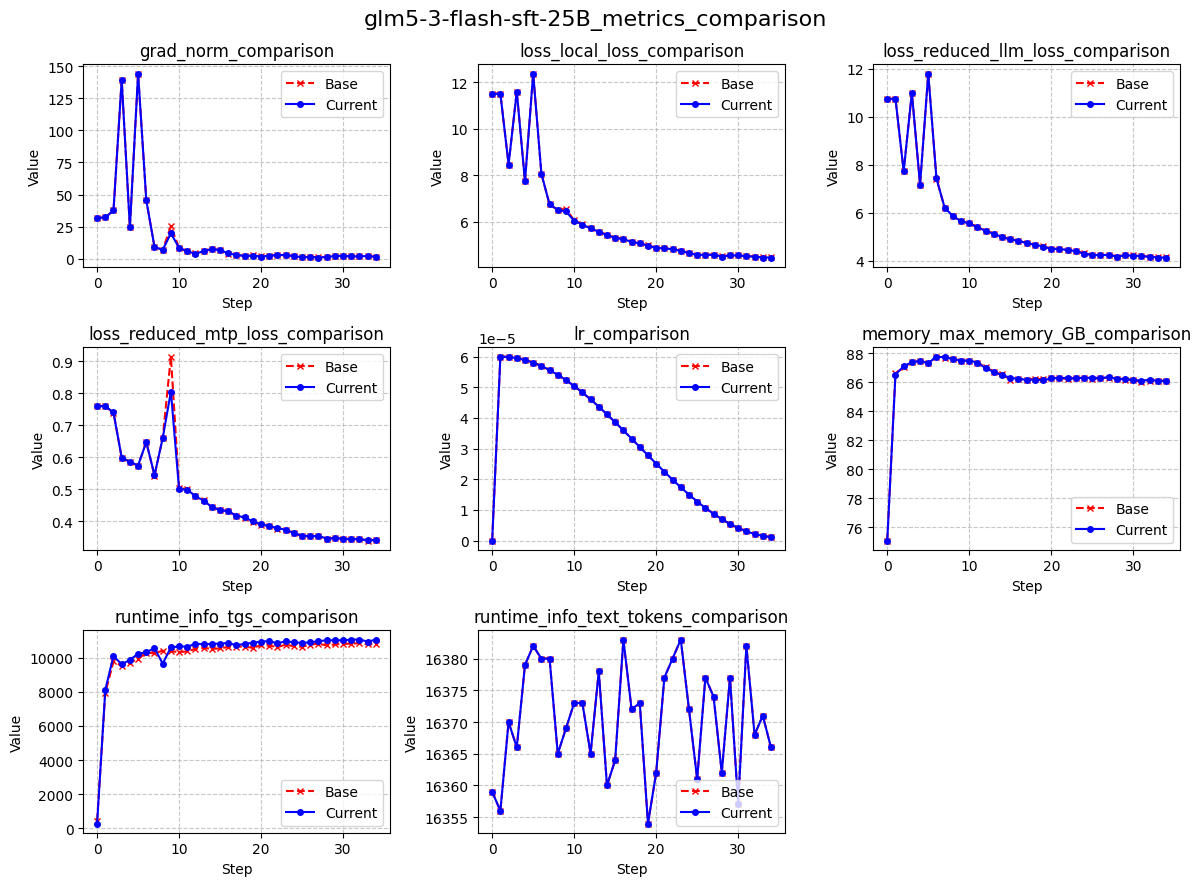 glm5-3-flash-sft-25B_metrics_comparison
grad_norm_comparison
Value
150
125
100
75
50
25
0
0
10
20
30
Step
Base
Current
loss_local_loss_comparison
Value
12
10
8
6
0
10
20
30
Step
Base
Current
loss_reduced_llm_loss_comparison
Value
12
10
8
6
4
0
10
20
30
Step
Base
Current
loss_reduced_mtp_loss_comparison
Value
0.9
0.8
0.7
0.6
0.5
0.4
0
10
20
30
Step
Base
Current
lr_comparison
1e-5
Value
6
5
4
3
2
1
0
0
10
20
30
Step
Base
Current
memory_max_memory_GB_comparison
Value
88
86
84
82
80
78
76
0
10
20
30
Step
Base
Current
runtime_info_tgs_comparison
Value
10000
8000
6000
4000
2000
0
0
10
20
30
Step
Base
Current
runtime_info_text_tokens_comparison
Value
16380
16375
16370
16365
16360
16355
0
10
20
30
Step
Base
Current